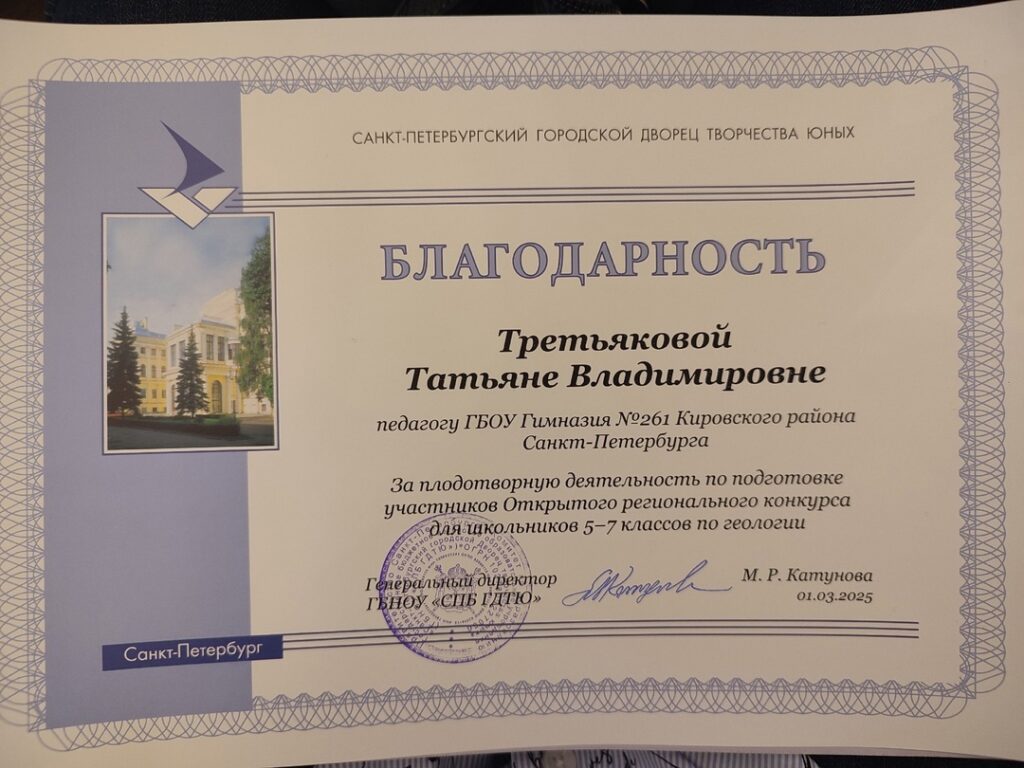 САНКТ-ПЕТЕРБУРГСКИЙ ГОРОДСКОЙ ДВОРЕЦ ТВОРЧЕСТВА ЮНЫХ
БЛАГОДАРНОСТЬ
Третьяковой
Татьяне Владимировне
педагогу ГБОУ Гимназия №261 Кировского района
Санкт-Петербурга
За плодотворную деятельность по подготовке
участников Открытого регионального конкурса
для школьников 5–7 классов по геологии
Генеральный директор
ГБНОУ «СПБ ГДТЮ»
М. Р. Катунова
01.03.2025
Санкт-Петербург